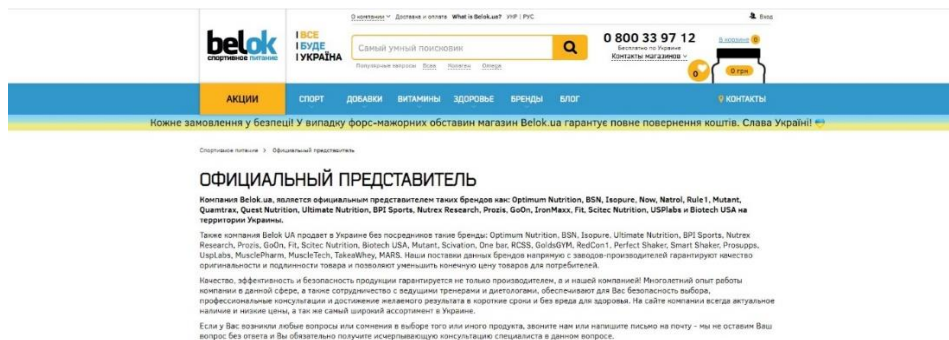 О компании Доставка и оплата What is Belok.ua? УКР | РУС Вход
belok
спортивное питание
І ВСЕ
І БУДЕ
І УКРАЇНА
Самый умный поисковик
Популярные запросы Bcaa Omega
0 800 33 97 12
Бесплатно по Украине
Контакты магазинов
В корзине 0
0
0 грн
АКЦИИ СПОРТ ДОБАВКИ ВИТАМИНЫ ЗДОРОВЬЕ БРЕНДЫ БЛОГ КОНТАКТЫ
Кожне замовлення у безпеці! У випадку форс-мажорних обставин магазин Belok.ua гарантує повне повернення коштів. Слава Україні!
Спортивное питание > Официальный представитель
ОФИЦИАЛЬНЫЙ ПРЕДСТАВИТЕЛЬ
Компания Belok.ua, является официальным представителем таких брендов как: Optimum Nutrition, BSN, Isopure, Now, Natrol, Rule1, Mutant,
Quamtrax, Quest Nutrition, Ultimate Nutrition, BPI Sports, Nutrex Research, Prozis, GoOn, IronMaxx, Fit, Scitec Nutrition, USPlabs и Biotech USA на
территории Украины.
Также компания Belok UA продает в Украине без посредников такие бренды: Optimum Nutrition, BSN, Isopure, Ultimate Nutrition, BPI Sports, Nutrex
Research, Prozis, GoOn, Fit, Scitec Nutrition, Biotech USA, Mutant, Scivation, One bar, RCSS, GoldsGYM, RedCon1, Perfect Shaker, Smart Shaker, Prosupps,
UspLabs, MusclePharm, MuscleTech, TakeaWhey, MARS. Наши поставки данных брендов напрямую с заводов-производителей гарантируют качество
оригинальности и подлинности товара и позволяют уменьшить конечную цену товаров для потребителей.
Качество, эффективность и безопасность продукции гарантируется не только производителем, а и нашей компанией! Многолетний опыт работы
компании в данной сфере, а также сотрудничество с ведущими тренерами и диетологами, обеспечивают для Вас безопасность выбора,
профессиональные консультации и достижение желаемого результата в короткие сроки и без вреда для здоровья. На сайте компании всегда актуальное
наличие и низкие цены, а так же самый широкий ассортимент в Украине.
Если у Вас возникли любые вопросы или сомнения в выборе того или иного продукта, звоните нам или напишите письмо на почту - мы не оставим Ваш
вопрос без ответа и Вы обязательно получите исчерпывающую консультацию специалиста в данном вопросе.